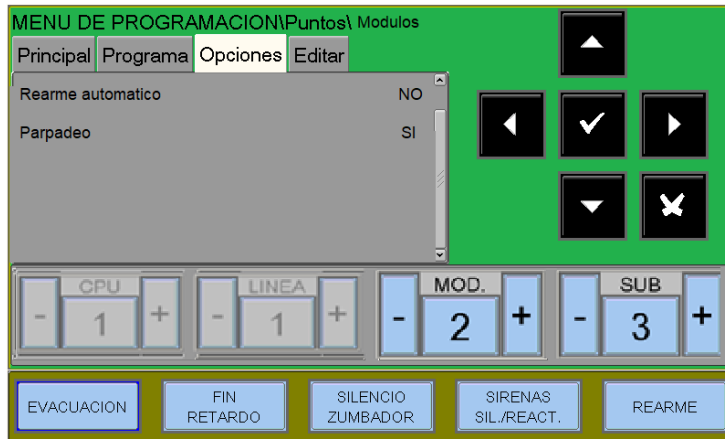 MENU DE PROGRAMACION\Puntos\ Modulos
Principal Programa Opciones Editar
Rearme automatico NO
Parpadeo SI
CPU LINEA MOD. SUB
- 1 + - 1 + - 2 + - 3 +
EVACUACION FIN RETARDO SILENCIO ZUMBADOR SIRENAS SIL./REACT. REARME